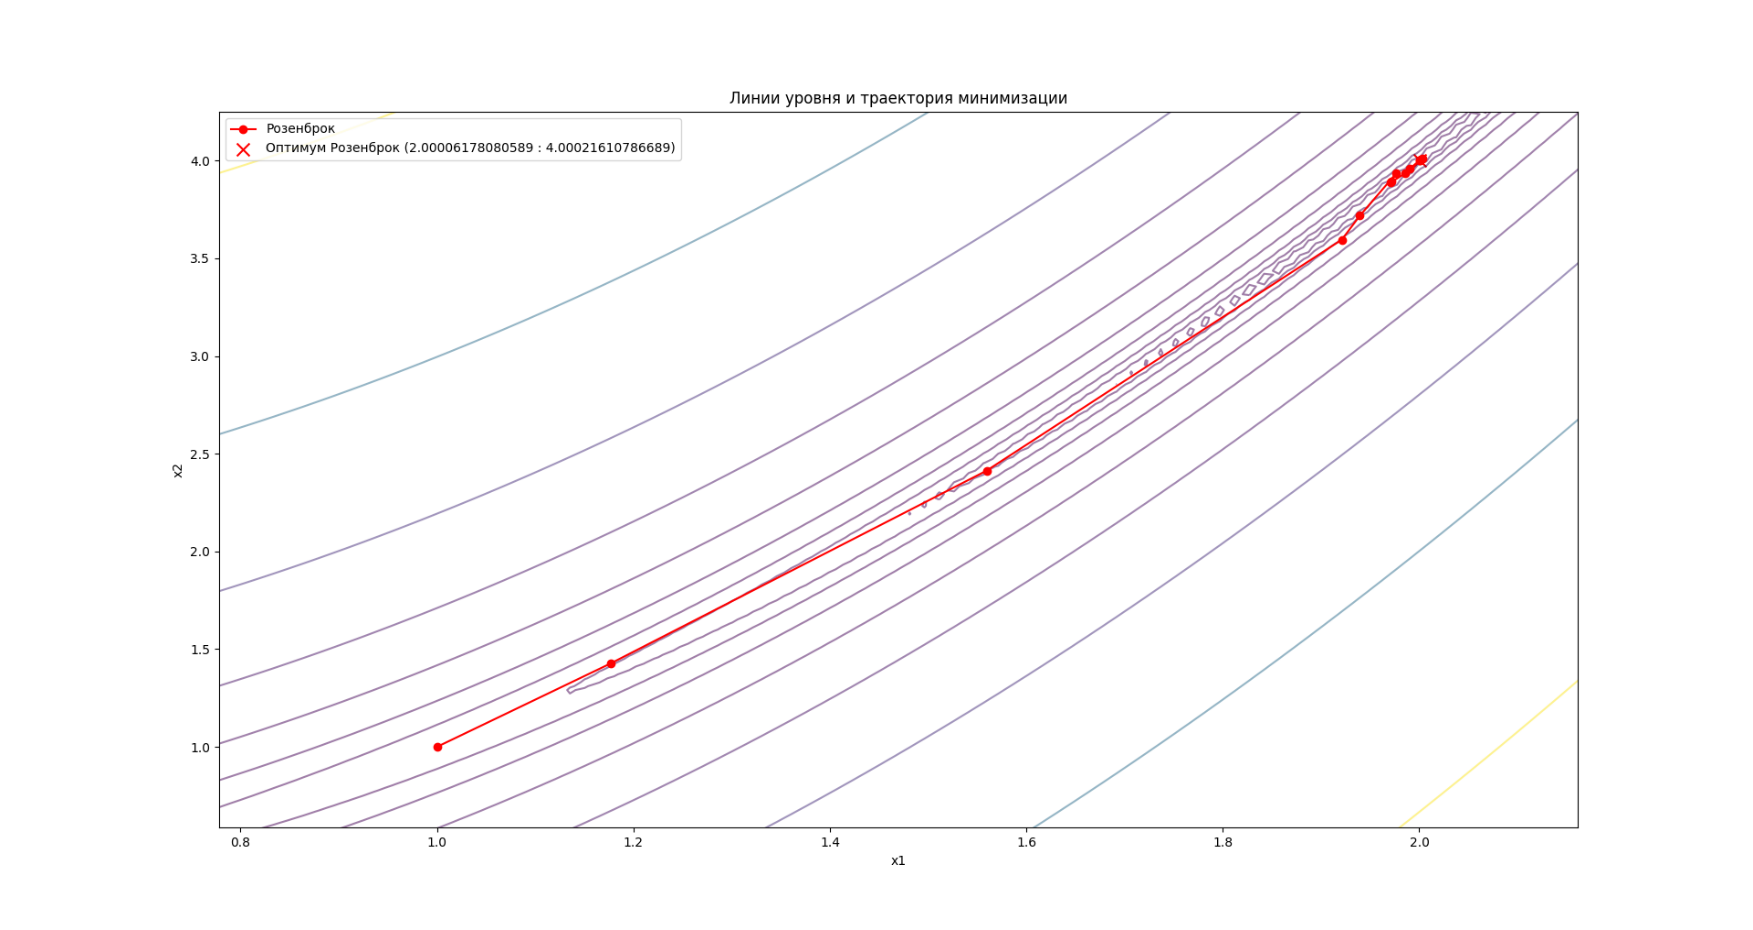 Линии уровня и траектория минимизации
Розенброк
Оптимум Розенброк (2.00006178080589 : 4.00021610786689)
4.0
3.5
3.0
2.5
2.0
1.5
1.0
x2
0.8 1.0 1.2 1.4 1.6 1.8 2.0
x1